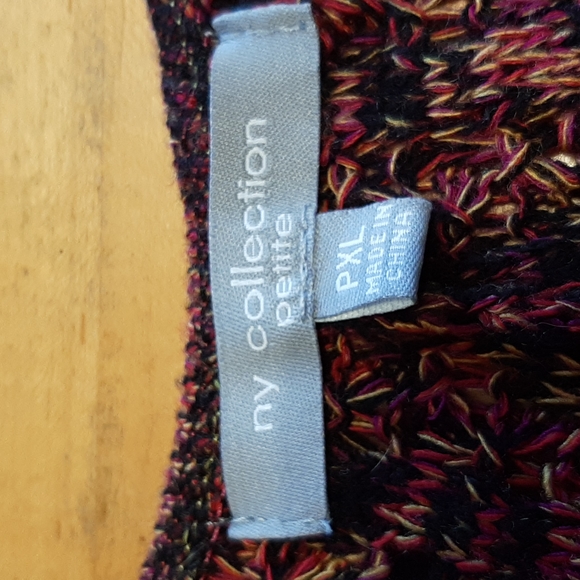 ny collection
petite
PXL
MADE IN
CHINA